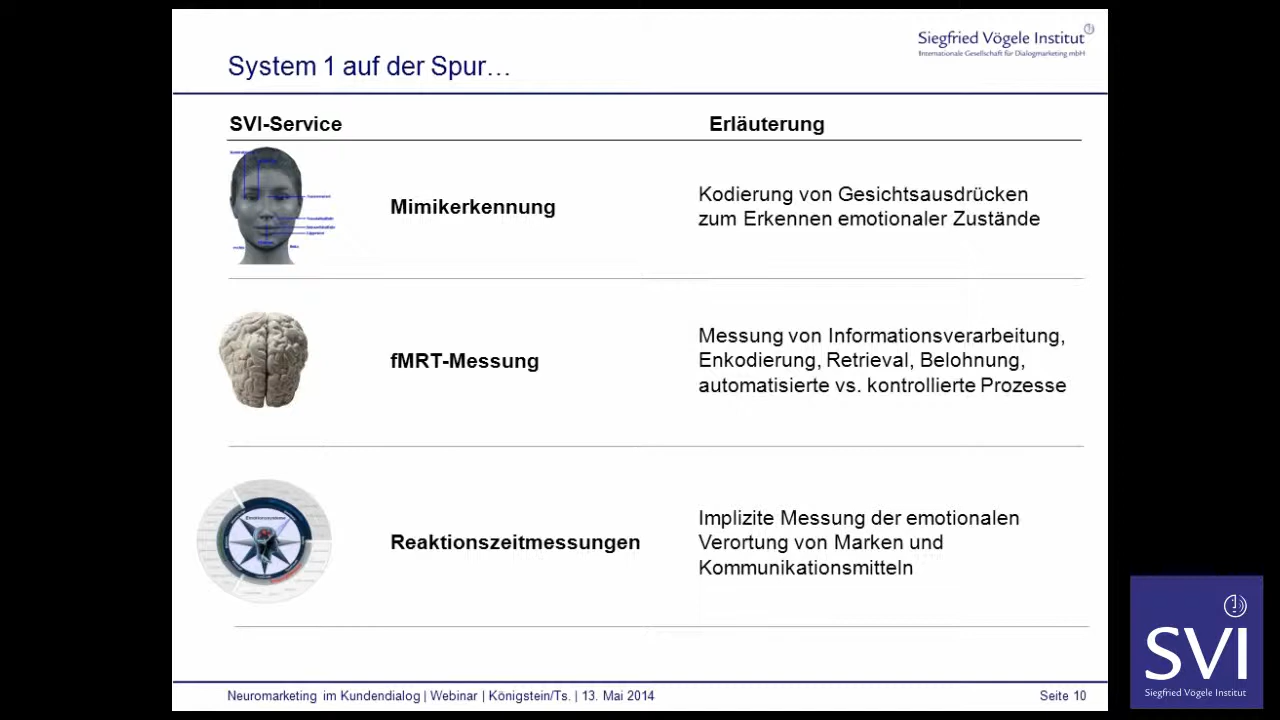 Siegfried Vögele Institut
Internationale Gesellschaft für Dialogmarketing mbH
System 1 auf der Spur…
SVI-Service
Erläuterung
Mimikerkennung
Kodierung von Gesichtsausdrücken
zum Erkennen emotionaler Zustände
fMRT-Messung
Messung von Informationsverarbeitung,
Enkodierung, Retrieval, Belohnung,
automatisierte vs. kontrollierte Prozesse
Reaktionszeitmessungen
Implizite Messung der emotionalen
Verortung von Marken und
Kommunikationsmitteln
Neuromarketing im Kundendialog | Webinar | Königstein/Ts. | 13. Mai 2014
Seite 10
SVI
Siegfried Vögele Institut